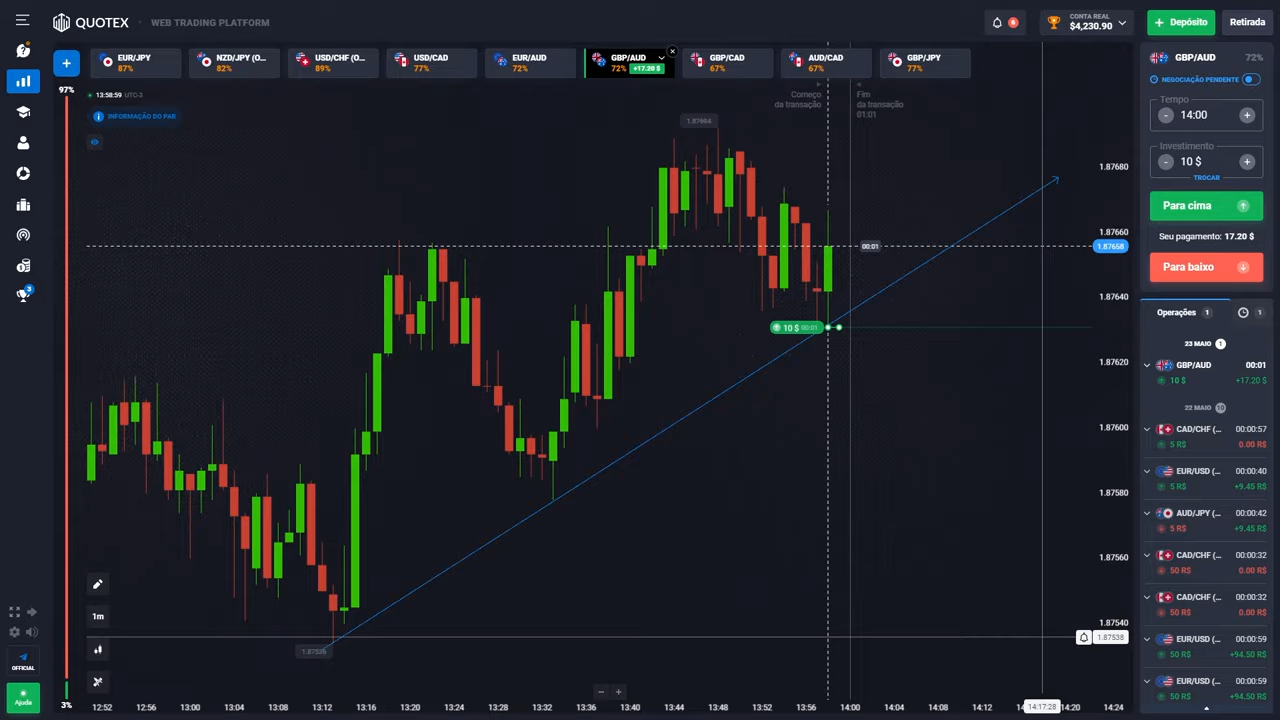 QUOTEX
WEB TRADING PLATFORM
6
CONTA REAL
$4,230.90
+ Depósito
Retirada
+
EUR/JPY
87%
NZD/JPY (O...
82%
USD/CHF (O...
89%
USD/CAD
77%
EUR/AUD
72%
GBP/AUD
72% +17.20 $
GBP/CAD
67%
AUD/CAD
67%
GBP/JPY
77%
97%
13:58:59 UTC-3
INFORMAÇÃO DO PAR
Começo
da transação
Fim
da transação
01:01
00:01
10 $ 00:01
1.87680
1.87660
1.87658
1.87640
1.87620
1.87600
1.87580
1.87560
1.87540
1.87538
1m
3
OFFICIAL
Ajuda
3%
12:52
12:56
13:00
13:04
13:08
13:12
13:16
13:20
13:24
13:28
13:32
13:36
13:40
13:44
13:48
13:52
13:56
14:00
14:04
14:08
14:12
14:17:28
14:20
14:24
GBP/AUD
72%
NEGOCIAÇÃO PENDENTE
Tempo
- 14:00 +
Investimento
- 10 $ +
TROCAR
Para cima
Seu pagamento: 17.20 $
Para baixo
Operações 1
1
23 MAIO 1
GBP/AUD 00:01
10 $ +17.20 $
22 MAIO 10
CAD/CHF (... 00:00:57
5 R$ 0.00 R$
EUR/USD (... 00:00:40
5 R$ +9.45 R$
AUD/JPY (... 00:00:42
5 R$ +9.45 R$
CAD/CHF (... 00:00:32
50 R$ 0.00 R$
CAD/CHF (... 00:00:32
50 R$ 0.00 R$
EUR/USD (... 00:00:59
50 R$ +94.50 R$
EUR/USD (... 00:00:59
50 R$ +94.50 R$